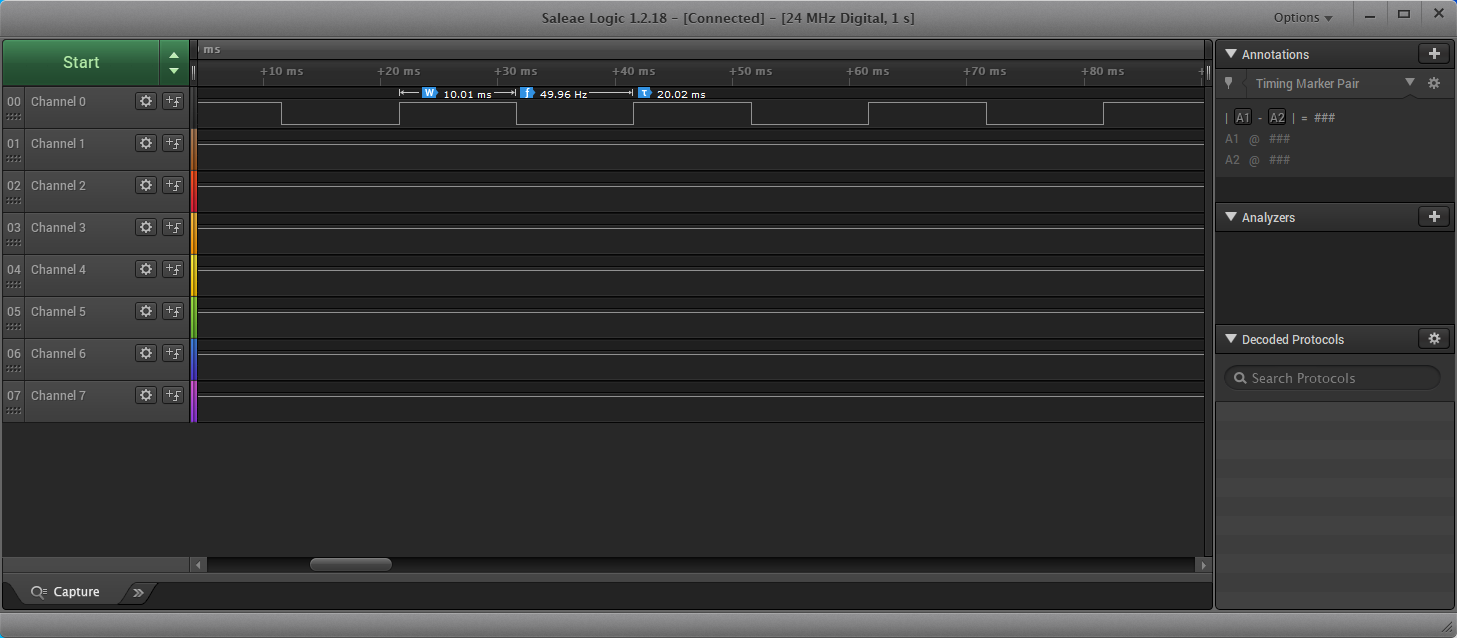 Saleae Logic 1.2.18 - [Connected] - [24 MHz Digital, 1 s]
Options
Start
ms
+10 ms +20 ms +30 ms +40 ms +50 ms +60 ms +70 ms +80 ms +
W 10.01 ms f 49.96 Hz τ 20.02 ms
00 Channel 0
01 Channel 1
02 Channel 2
03 Channel 3
04 Channel 4
05 Channel 5
06 Channel 6
07 Channel 7
Capture
Annotations
Timing Marker Pair
| A1 - A2 | = ###
A1 @ ###
A2 @ ###
Analyzers
Decoded Protocols
Search Protocols